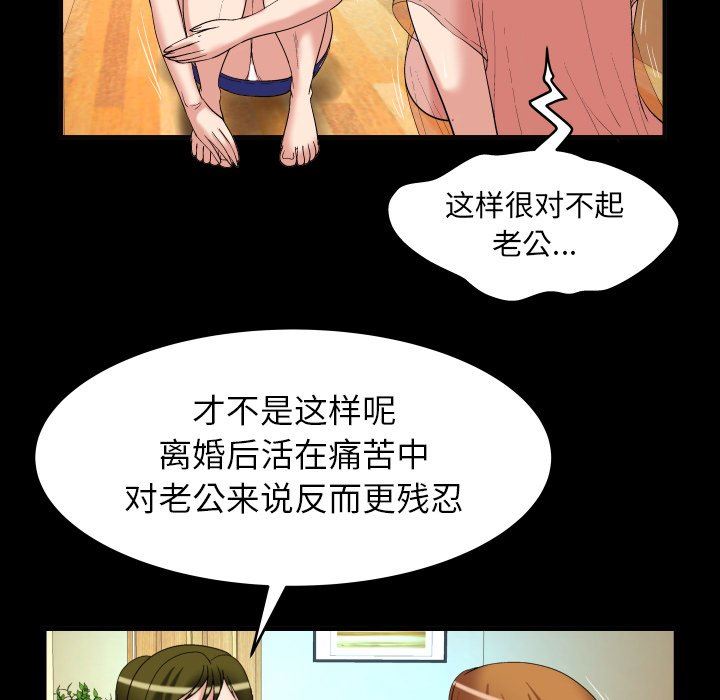 这样很对不起
老公...
才不是这样呢
离婚后活在痛苦中
对老公来说反而更残忍